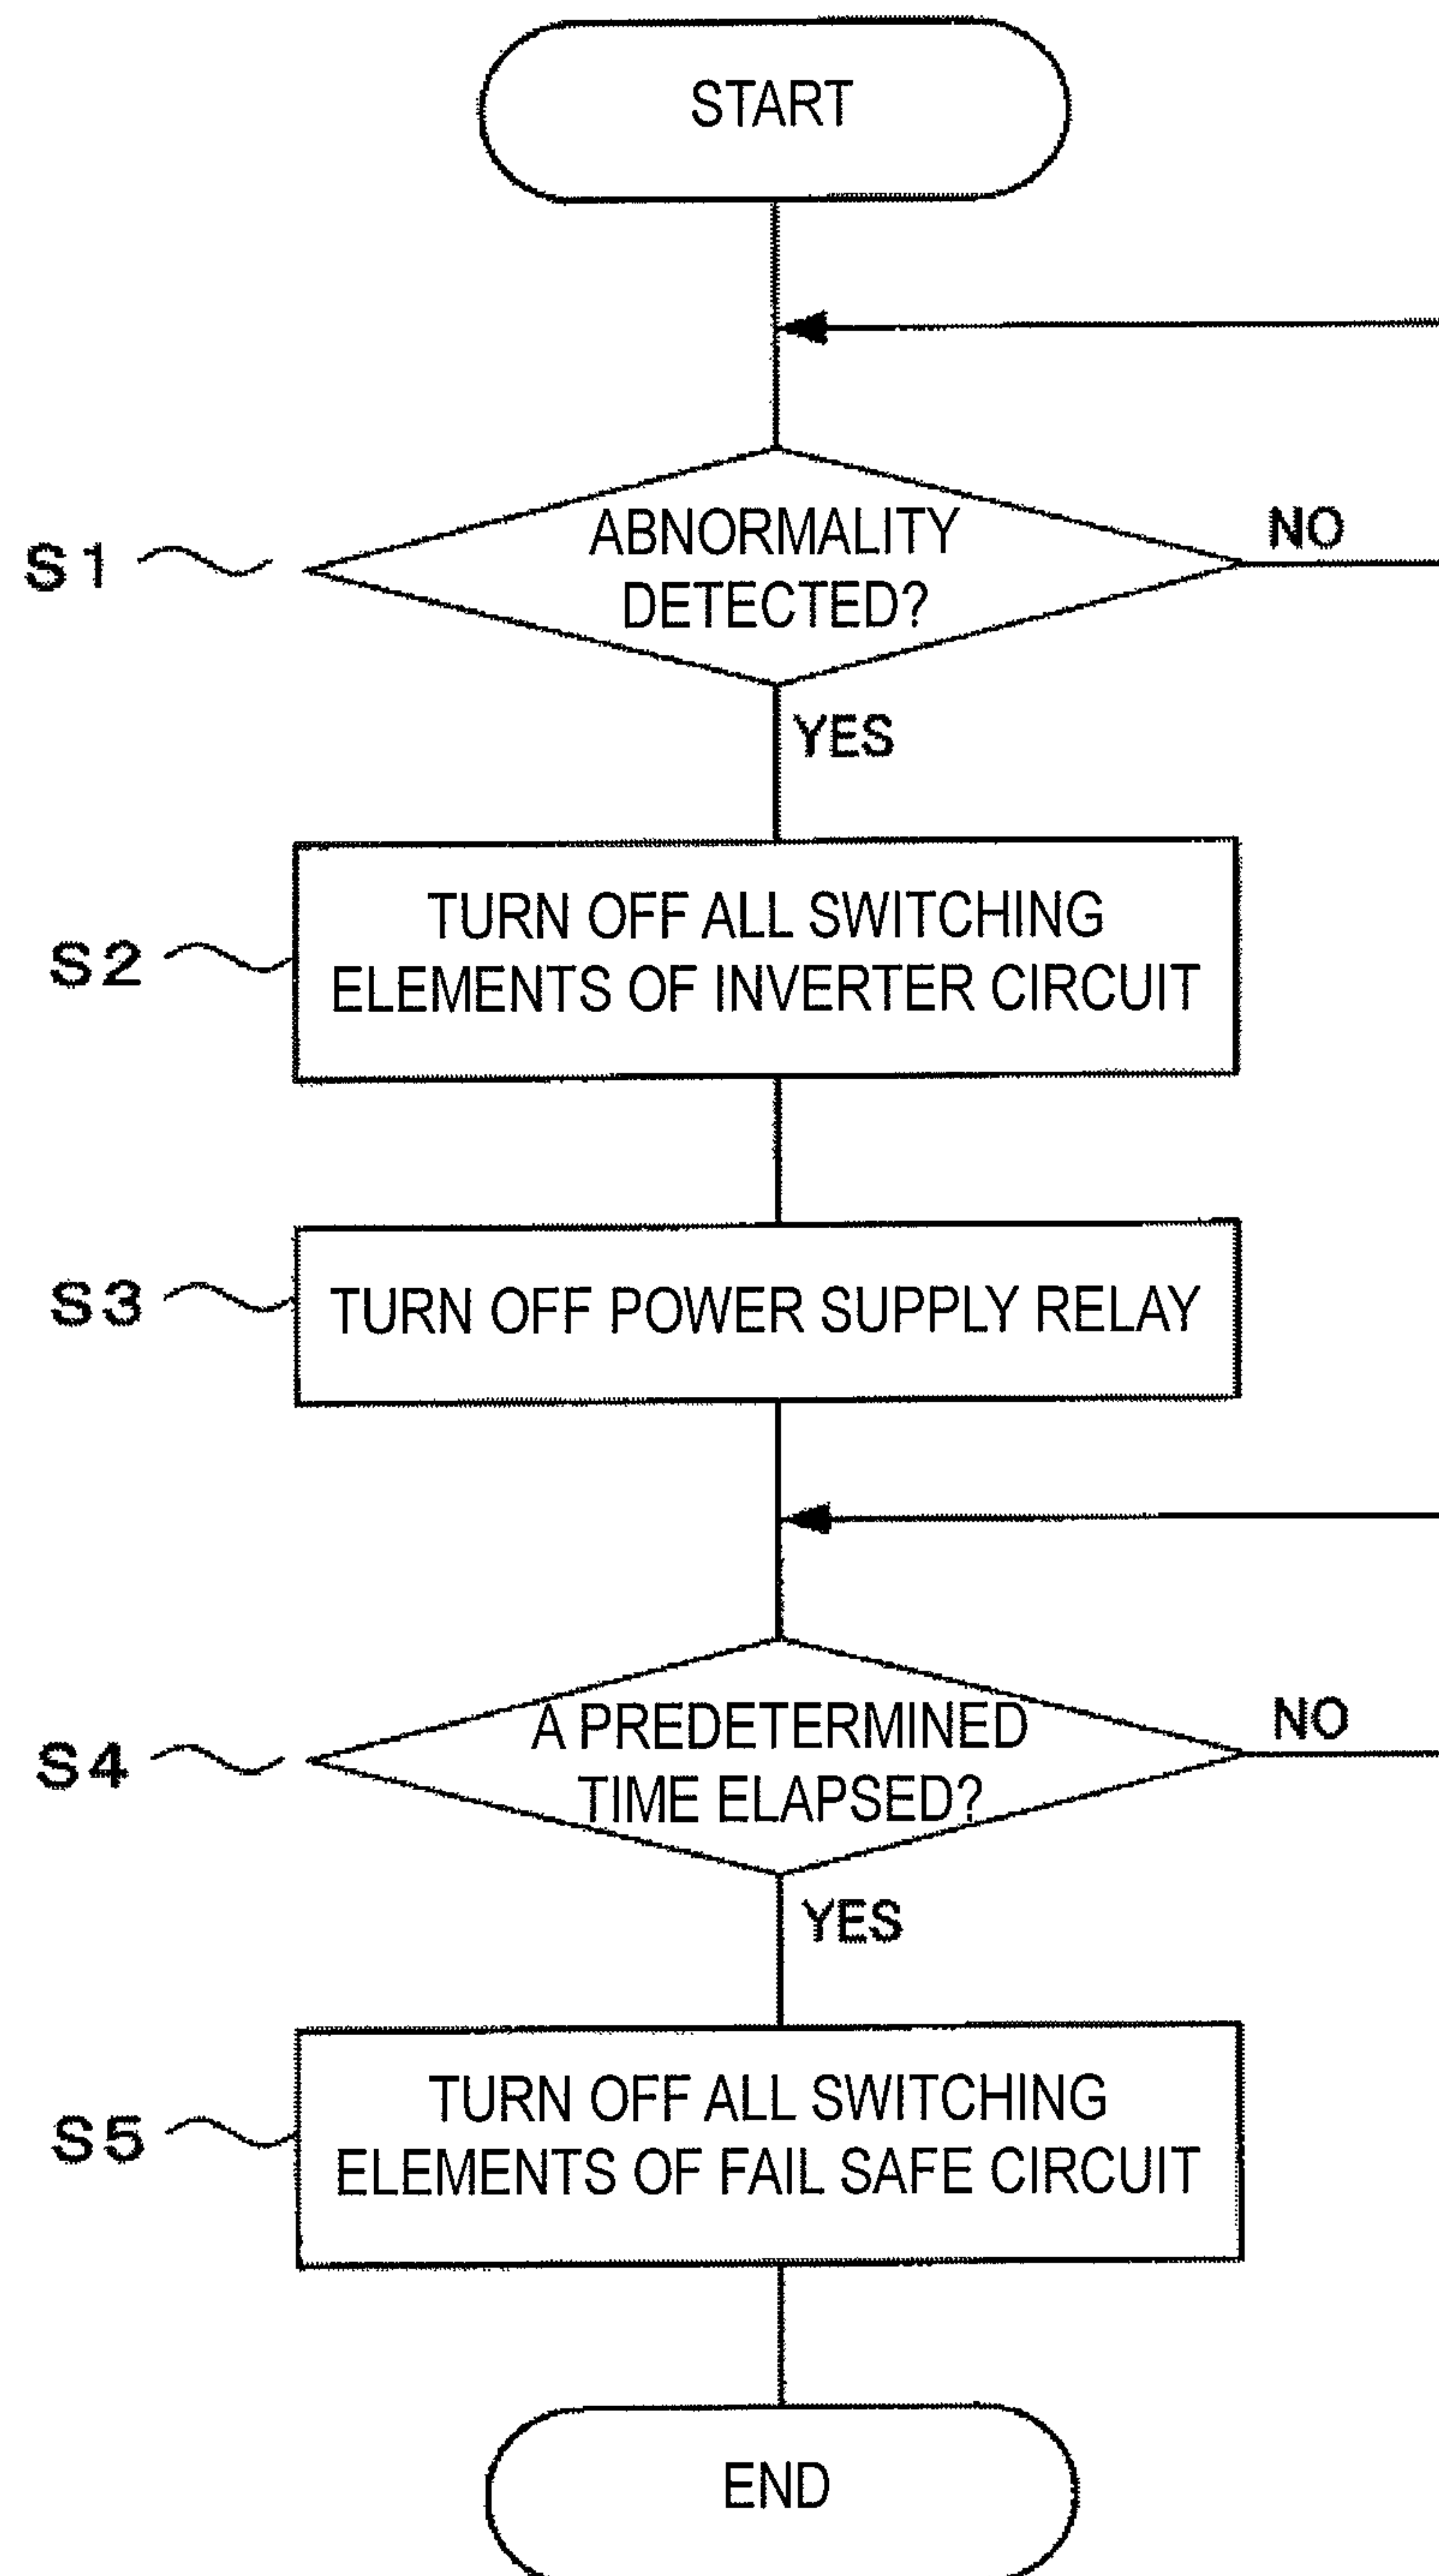 START
ABNORMALITY
DETECTED?
NO
S1
YES
TURN OFF ALL SWITCHING
ELEMENTS OF INVERTER CIRCUIT
S2
TURN OFF POWER SUPPLY RELAY
S3
A PREDETERMINED
TIME ELAPSED?
NO
S4
YES
TURN OFF ALL SWITCHING
ELEMENTS OF FAIL SAFE CIRCUIT
S5
END